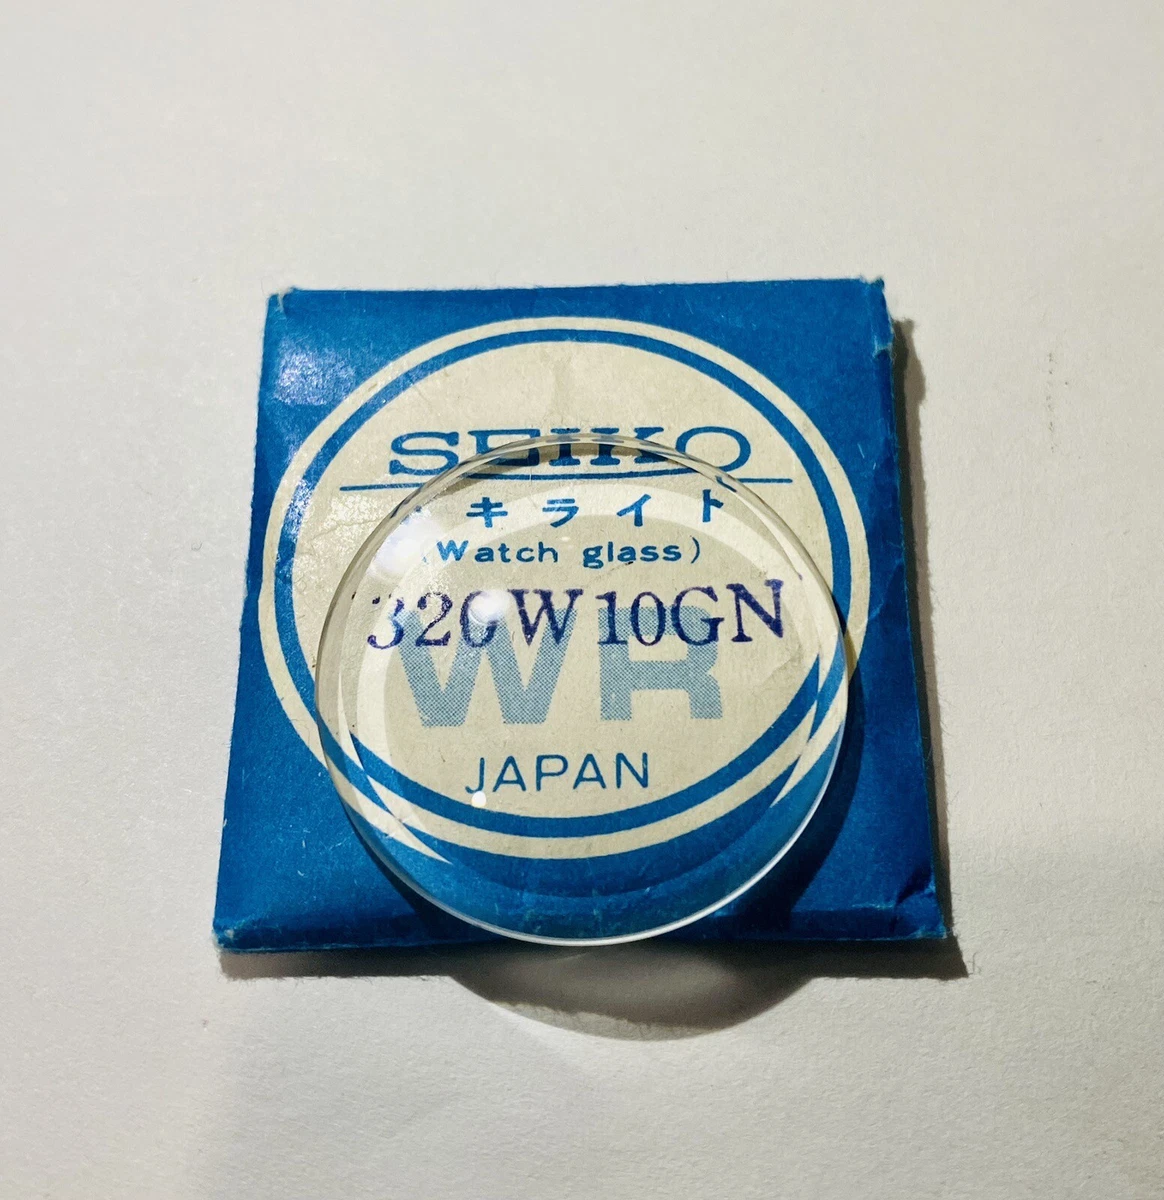 SEIKO
キライト
(Watch glass)
320W10GN
WR
JAPAN